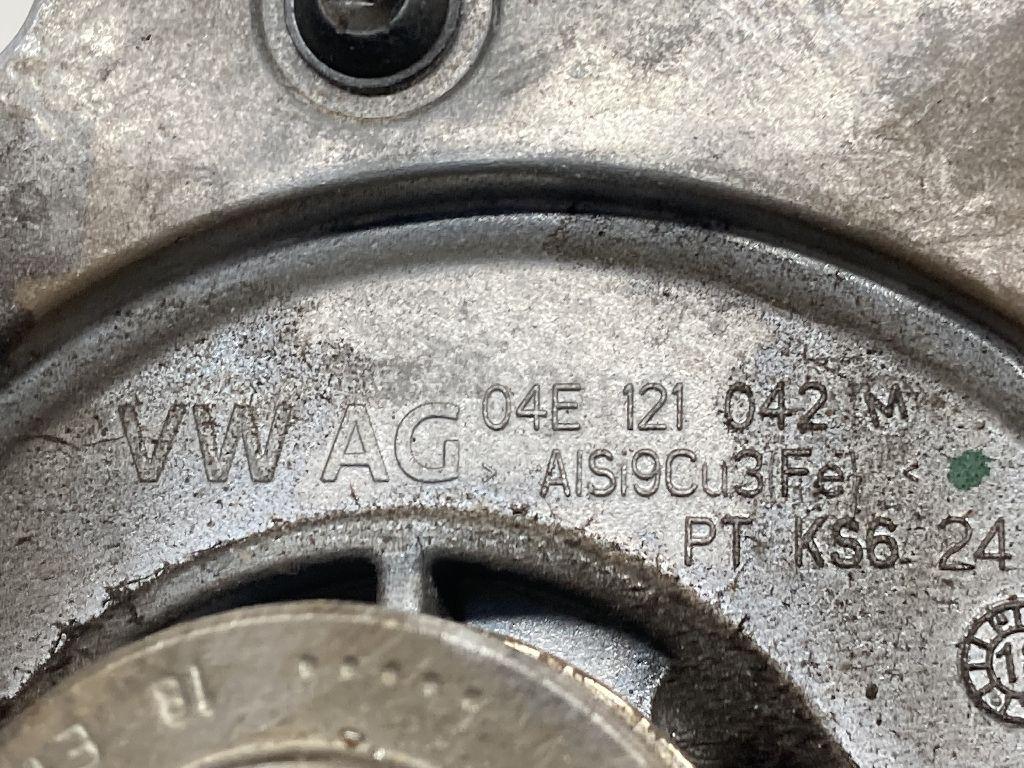 VW AG 04E 121 042 M
> AlSi9Cu3(Fe) <
PT KS6 24